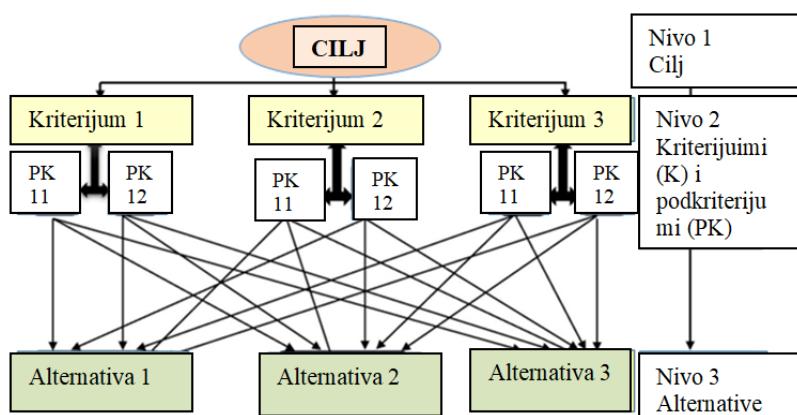 CILJ
Nivo 1
Cilj
Kriterijum 1
Kriterijum 2
Kriterijum 3
Nivo 2
Kriterijuimi
(K) i
podkriteriju
mi (PK)
PK
11
PK
12
PK
11
PK
12
PK
11
PK
12
Alternativa 1
Alternativa 2
Alternativa 3
Nivo 3
Alternative